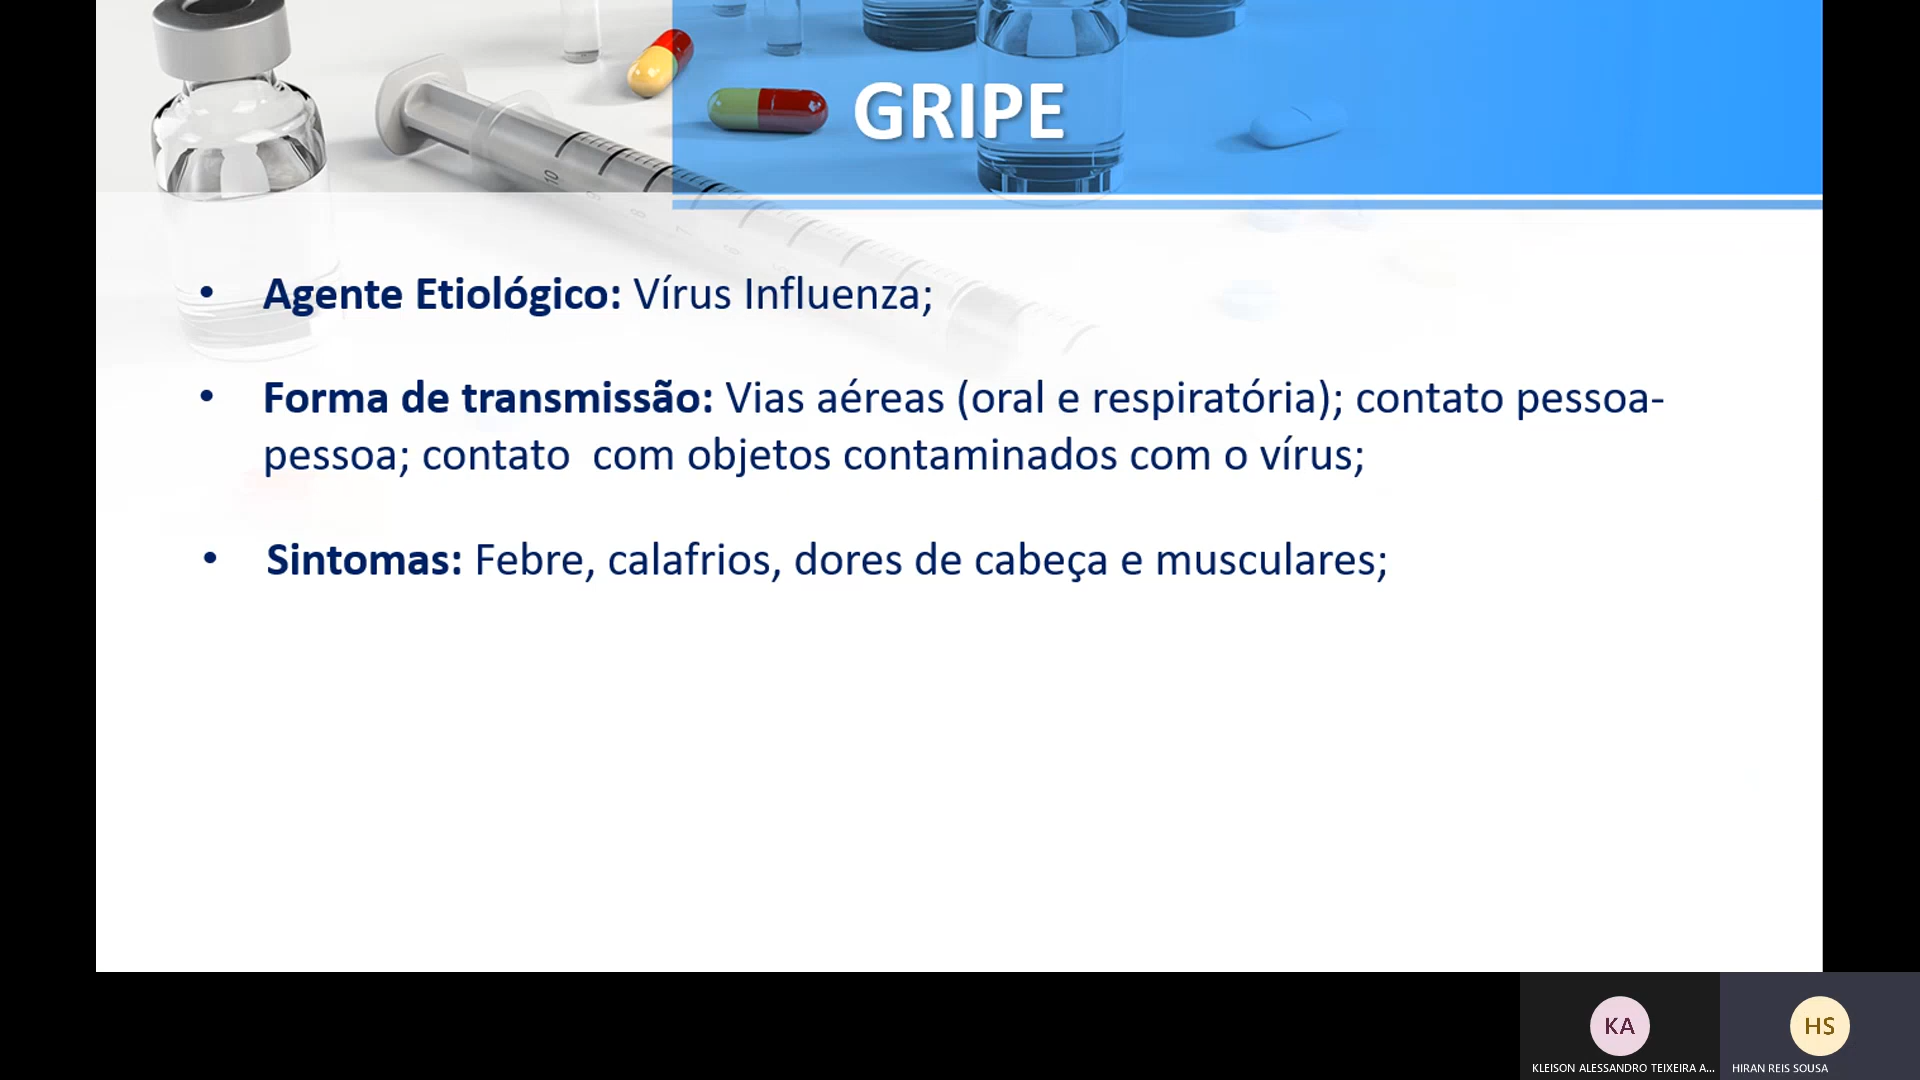 GRIPE
• Agente Etiológico: Vírus Influenza;
• Forma de transmissão: Vias aéreas (oral e respiratória); contato pessoa-
pessoa; contato  com objetos contaminados com o vírus;
• Sintomas: Febre, calafrios, dores de cabeça e musculares;
10
KA
HS
KLEISON ALESSANDRO TEIXEIRA A...
HIRAN REIS SOUSA